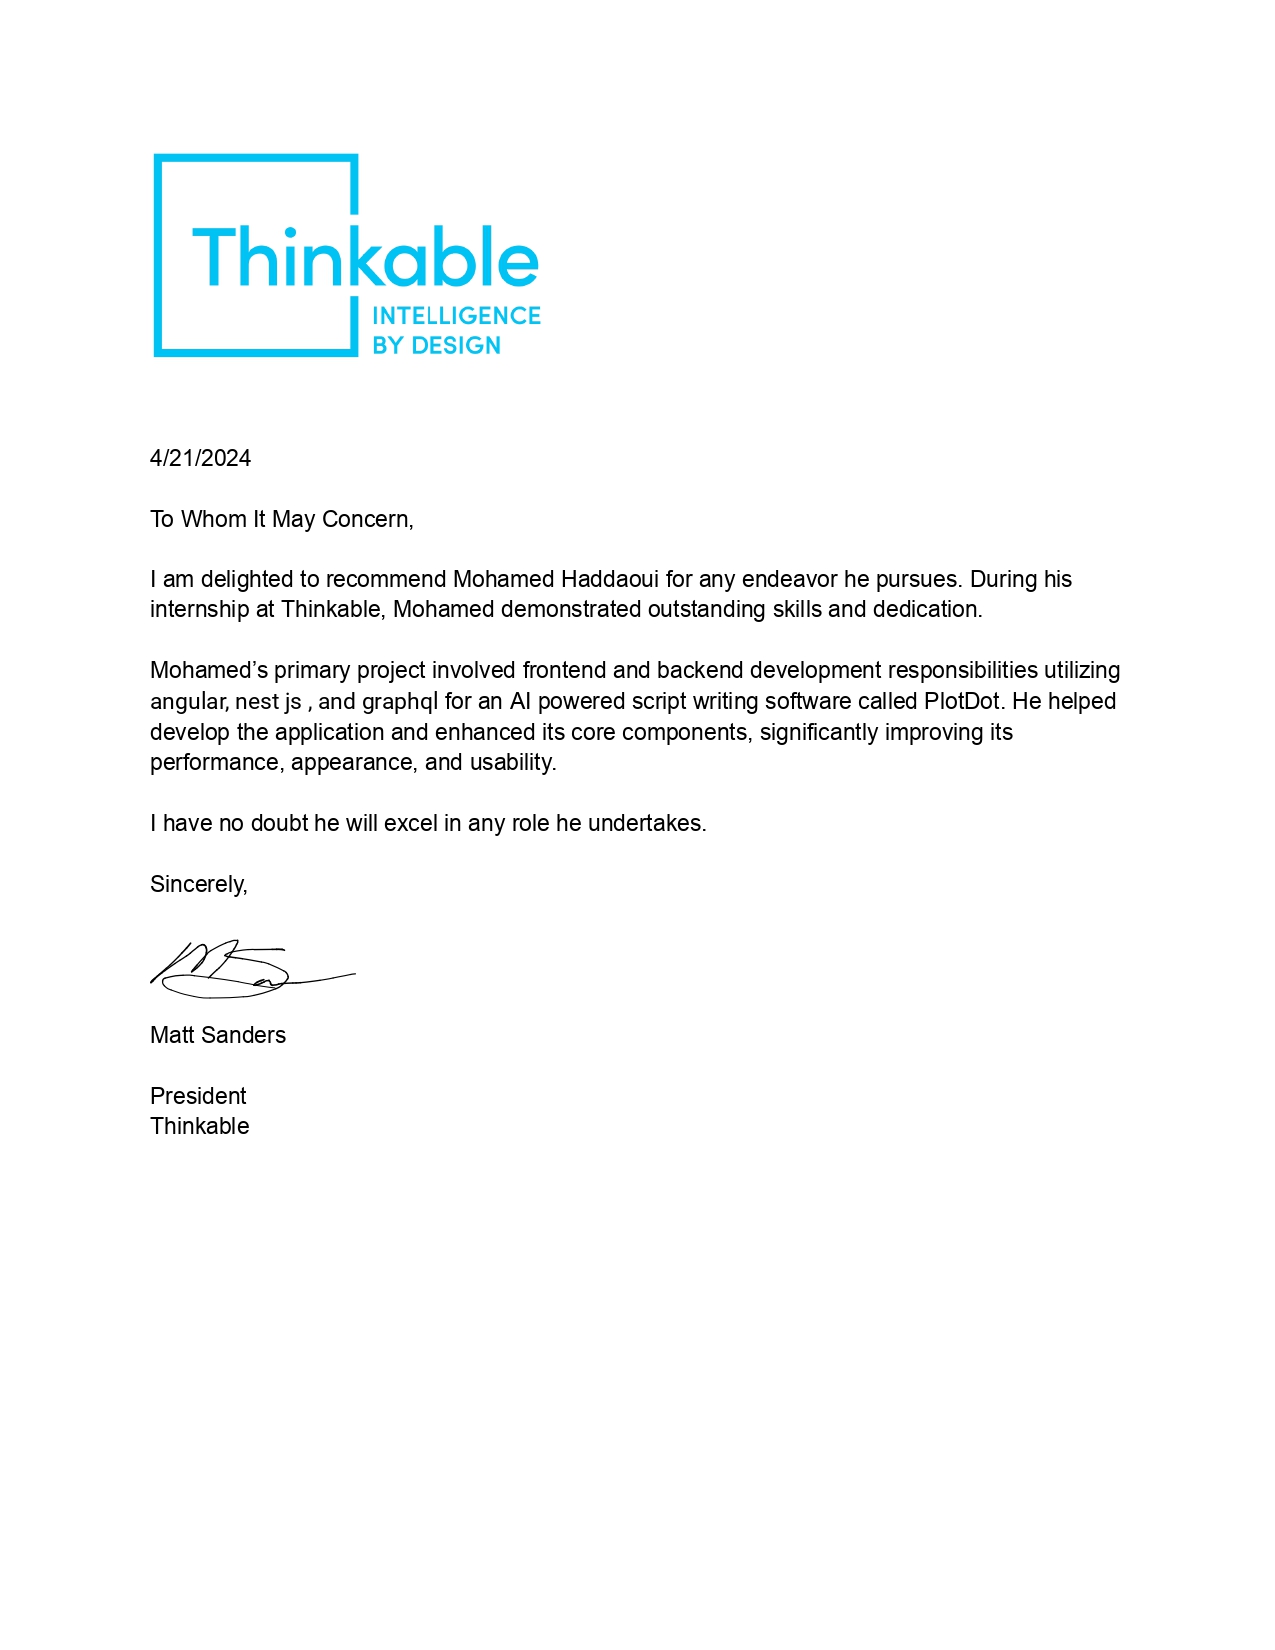 Thinkable
INTELLIGENCE
BY DESIGN
4/21/2024
To Whom It May Concern,
I am delighted to recommend Mohamed Haddaoui for any endeavor he pursues. During his
internship at Thinkable, Mohamed demonstrated outstanding skills and dedication.
Mohamed’s primary project involved frontend and backend development responsibilities utilizing
angular, nest js , and graphql for an AI powered script writing software called PlotDot. He helped
develop the application and enhanced its core components, significantly improving its
performance, appearance, and usability.
I have no doubt he will excel in any role he undertakes.
Sincerely,
Matt Sanders
President
Thinkable